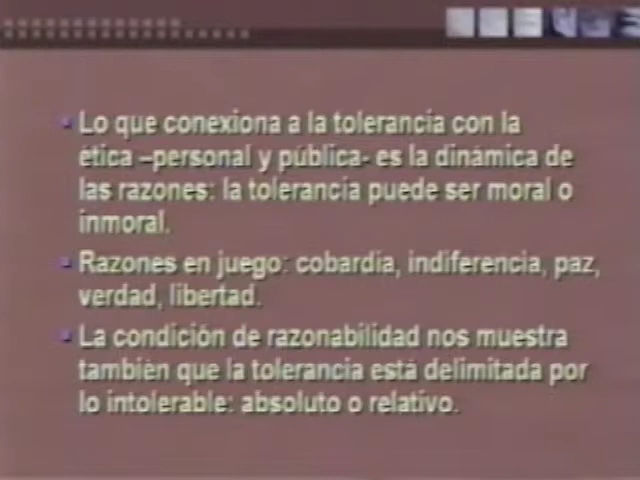 Lo que conexiona a la tolerancia con la
ética –personal y pública- es la dinámica de
las razones: la tolerancia puede ser moral o
inmoral.
Razones en juego: cobardía, indiferencia, paz,
verdad, libertad.
La condición de razonabilidad nos muestra
también que la tolerancia está delimitada por
lo intolerable: absoluto o relativo.